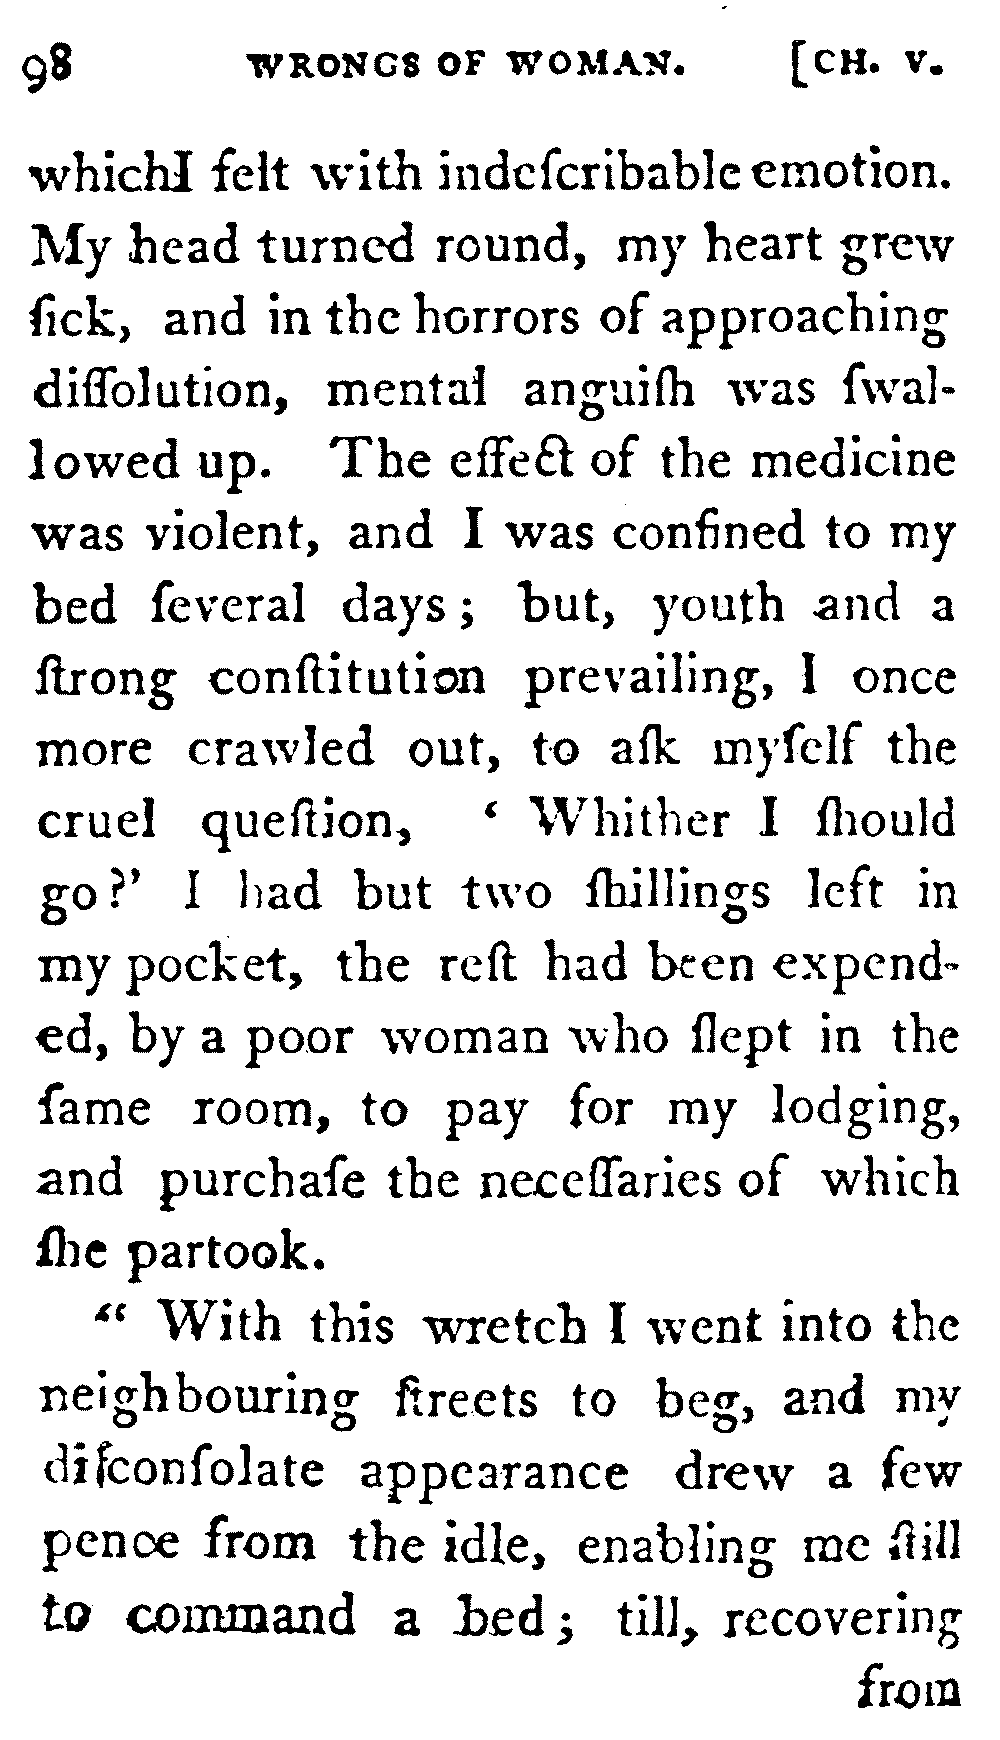 98 WRONGS OF WOMAN. [CH. V.
which I felt with indeſcribable emotion.
My head turned round, my heart grew
ſick, and in the horrors of approaching
diſſolution, mental anguiſh was ſwal-
lowed up. The effect of the medicine
was violent, and I was confined to my
bed ſeveral days; but, youth and a
ſtrong conſtitution prevailing, I once
more crawled out, to aſk myſelf the
cruel queſtion, ‘ Whither I ſhould
go?’ I had but two ſhillings left in
my pocket, the reſt had been expend-
ed, by a poor woman who ſlept in the
ſame room, to pay for my lodging,
and purchaſe the neceſſaries of which
ſhe partook.
“ With this wretch I went into the
neighbouring ſtreets to beg, and my
diſconſolate appearance drew a few
pence from the idle, enabling me ſtill
to command a bed; till, recovering
from